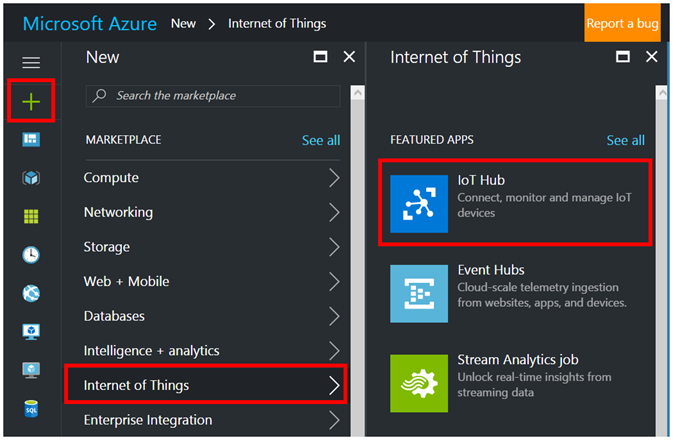 Microsoft Azure New > Internet of Things Report a bug
New
Search the marketplace
MARKETPLACE See all
Compute
Networking
Storage
Web + Mobile
Databases
Intelligence + analytics
Internet of Things
Enterprise Integration
SQL
Internet of Things
FEATURED APPS See all
IoT Hub
Connect, monitor and manage IoT
devices
Event Hubs
Cloud-scale telemetry ingestion
from websites, apps, and devices.
Stream Analytics job
Unlock real-time insights from
streaming data